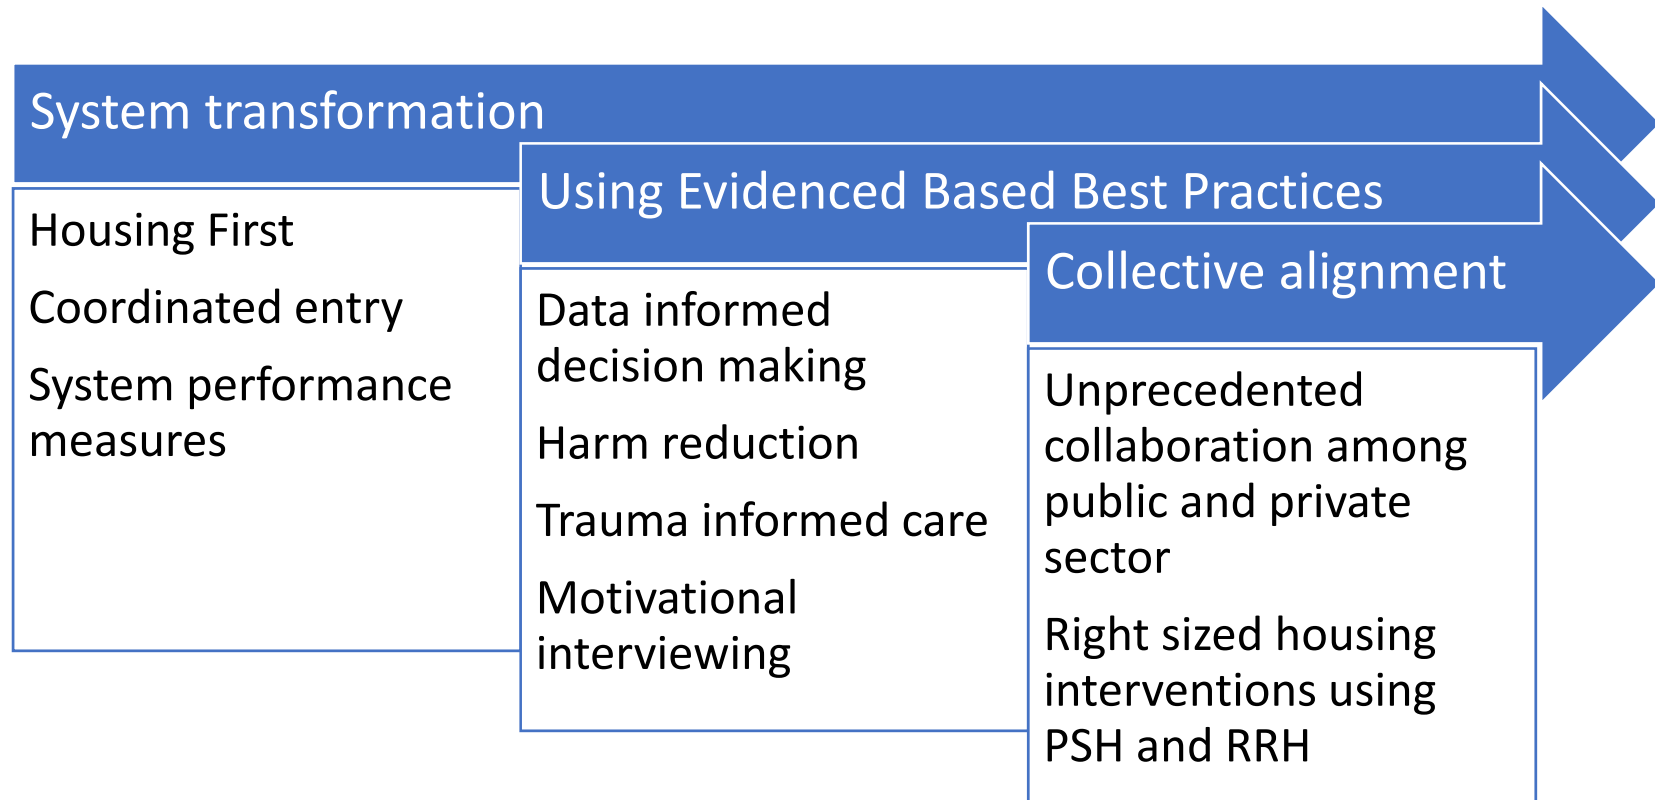 System transformation
Housing First
Coordinated entry
System performance
measures
Using Evidenced Based Best Practices
Data informed
decision making
Harm reduction
Trauma informed care
Motivational
interviewing
Collective alignment
Unprecedented
collaboration among
public and private
sector
Right sized housing
interventions using
PSH and RRH